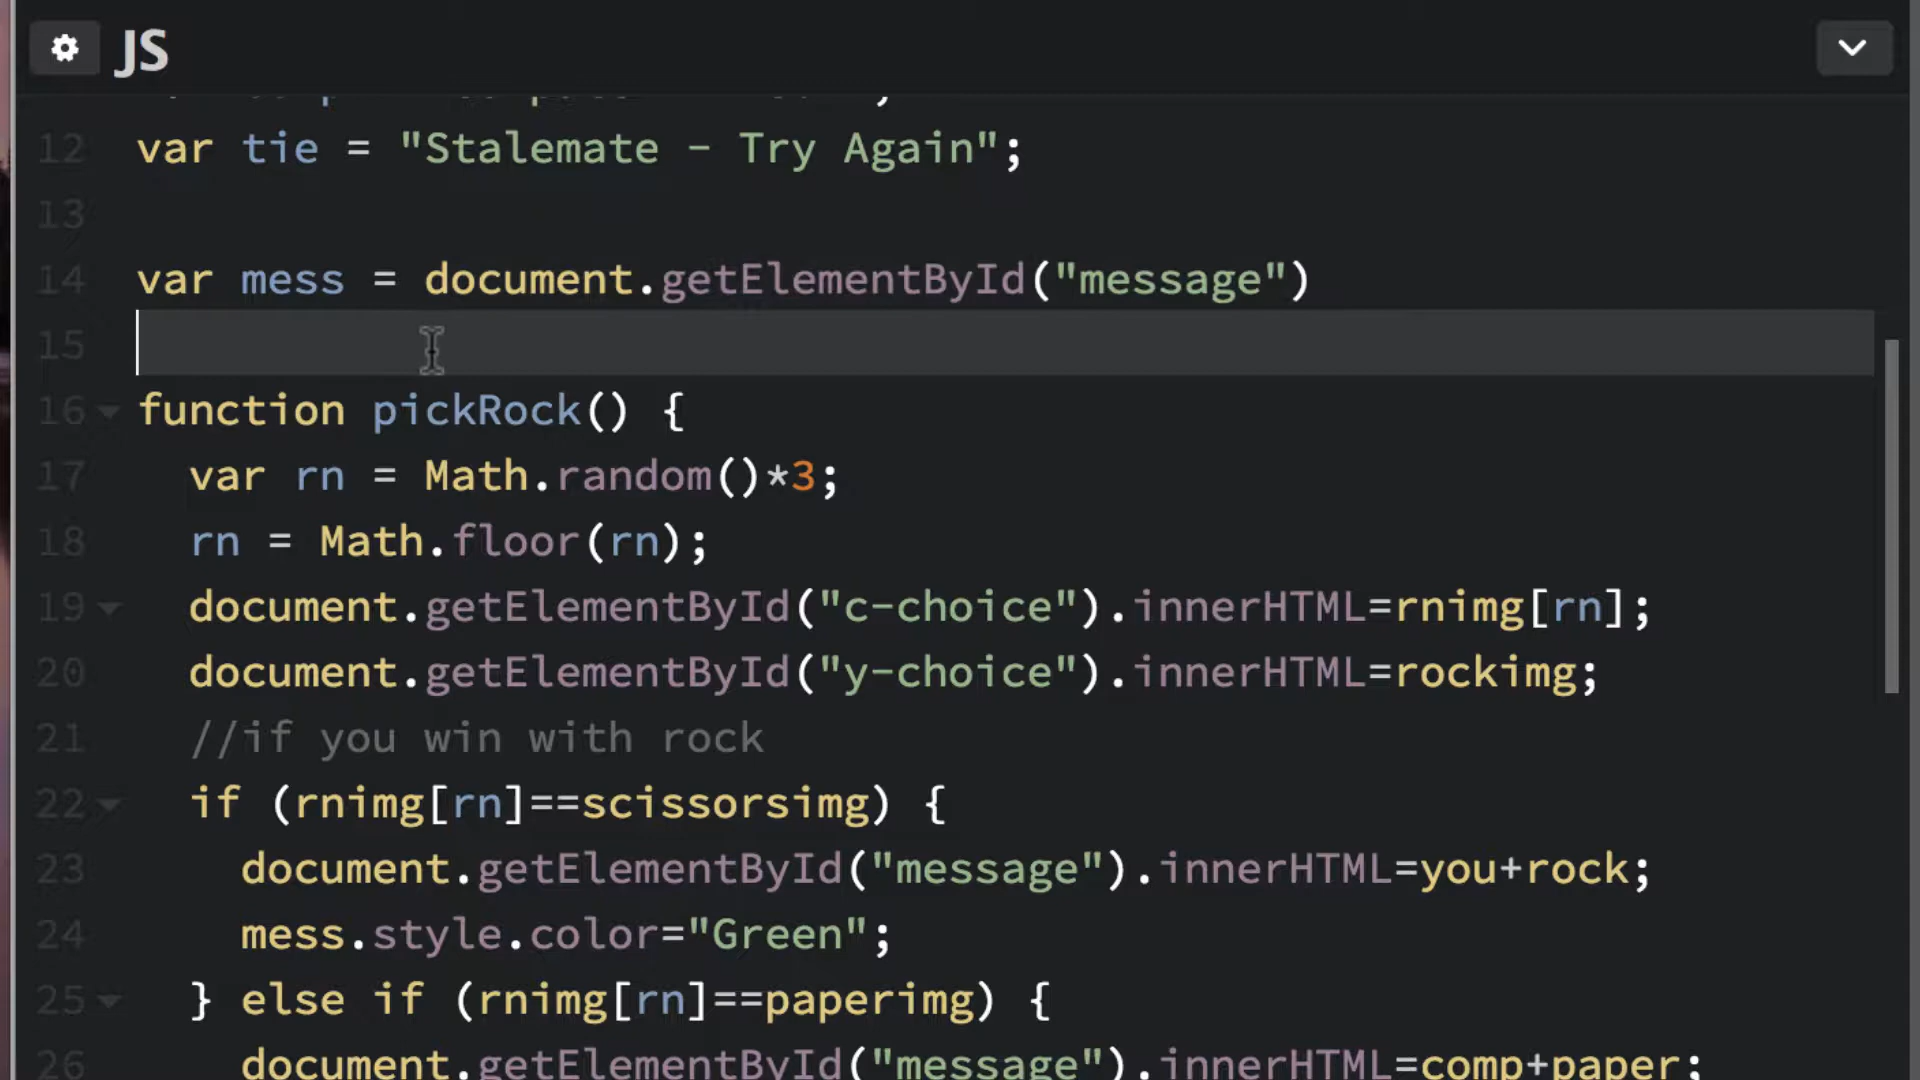 JS
12 var tie = "Stalemate - Try Again";
13
14 var mess = document.getElementById("message")
15
16 function pickRock() {
17 var rn = Math.random()*3;
18 rn = Math.floor(rn);
19 document.getElementById("c-choice").innerHTML=rnimg[rn];
20 document.getElementById("y-choice").innerHTML=rockimg;
21 //if you win with rock
22 if (rnimg[rn]==scissorsimg) {
23 document.getElementById("message").innerHTML=you+rock;
24 mess.style.color="Green";
25 } else if (rnimg[rn]==paperimg) {
26 document.getElementById("message").innerHTML=comp+paper;